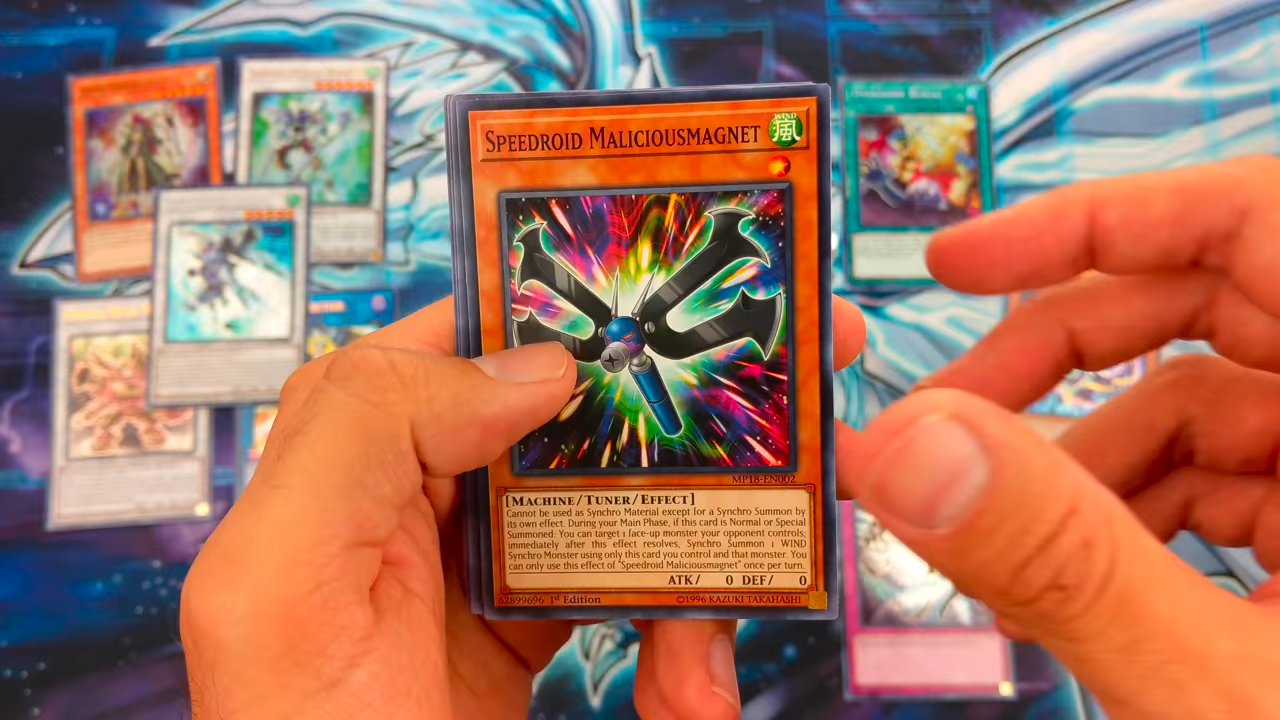 SPEEDROID MALICIOUSMAGNET
WIND
風
MP18-EN002
[MACHINE/TUNER/EFFECT]
Cannot be used as Synchro Material except for a Synchro Summon by
its own effect. During your Main Phase, if this card is Normal or Special
Summoned: You can target 1 face-up monster your opponent controls;
immediately after this effect resolves, Synchro Summon 1 WIND
Synchro Monster using only this card you control and that monster. You
can only use this effect of "Speedroid Maliciousmagnet" once per turn.
ATK/ 0 DEF/ 0
62899696 1st Edition ©1996 KAZUKI TAKAHASHI